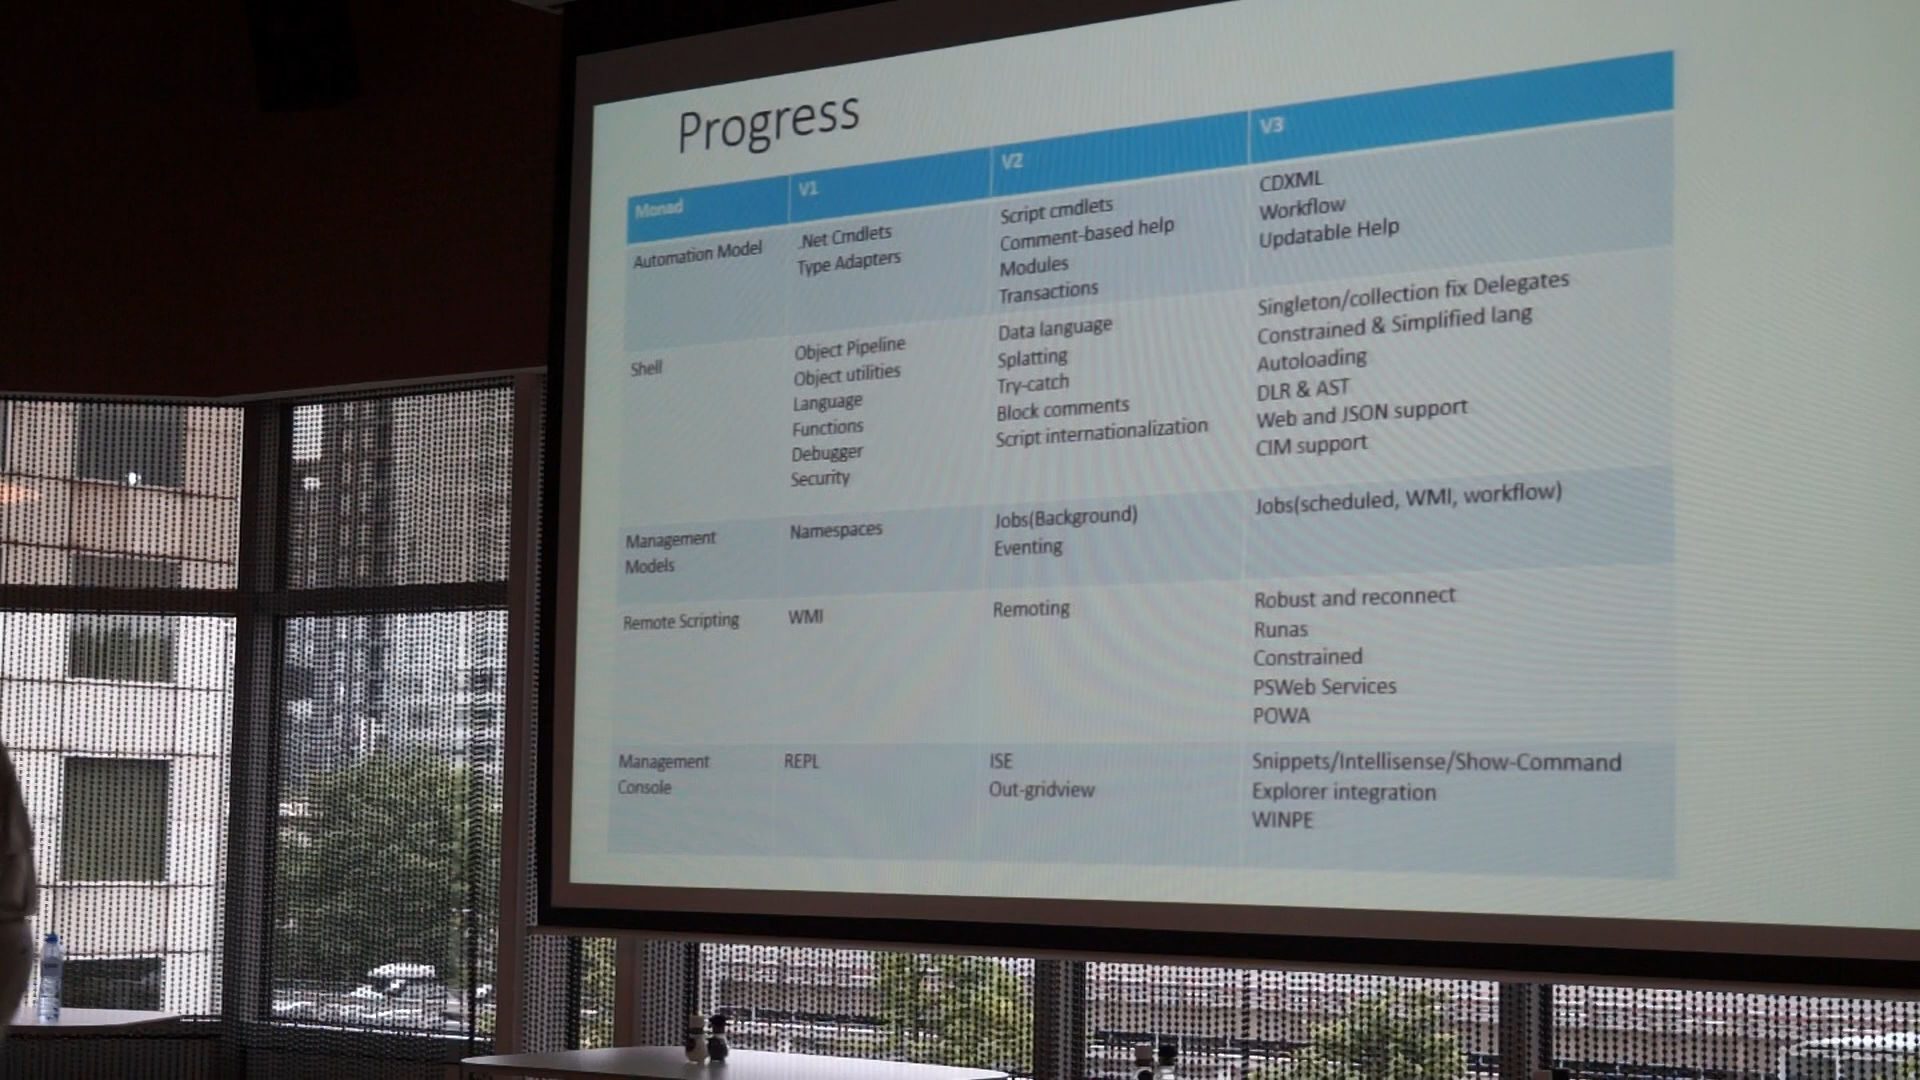 Progress
Monad
V1
V2
V3
Automation Model
.Net Cmdlets
Type Adapters
Script cmdlets
Comment-based help
Modules
Transactions
CDXML
Workflow
Updatable Help
Shell
Object Pipeline
Object utilities
Language
Functions
Debugger
Security
Data language
Splatting
Try-catch
Block comments
Script internationalization
Singleton/collection fix Delegates
Constrained & Simplified lang
Autoloading
DLR & AST
Web and JSON support
CIM support
Management
Models
Namespaces
Jobs(Background)
Eventing
Jobs(scheduled, WMI, workflow)
Remote Scripting
WMI
Remoting
Robust and reconnect
Runas
Constrained
PSWeb Services
POWA
Management
Console
REPL
ISE
Out-gridview
Snippets/Intellisense/Show-Command
Explorer integration
WINPE